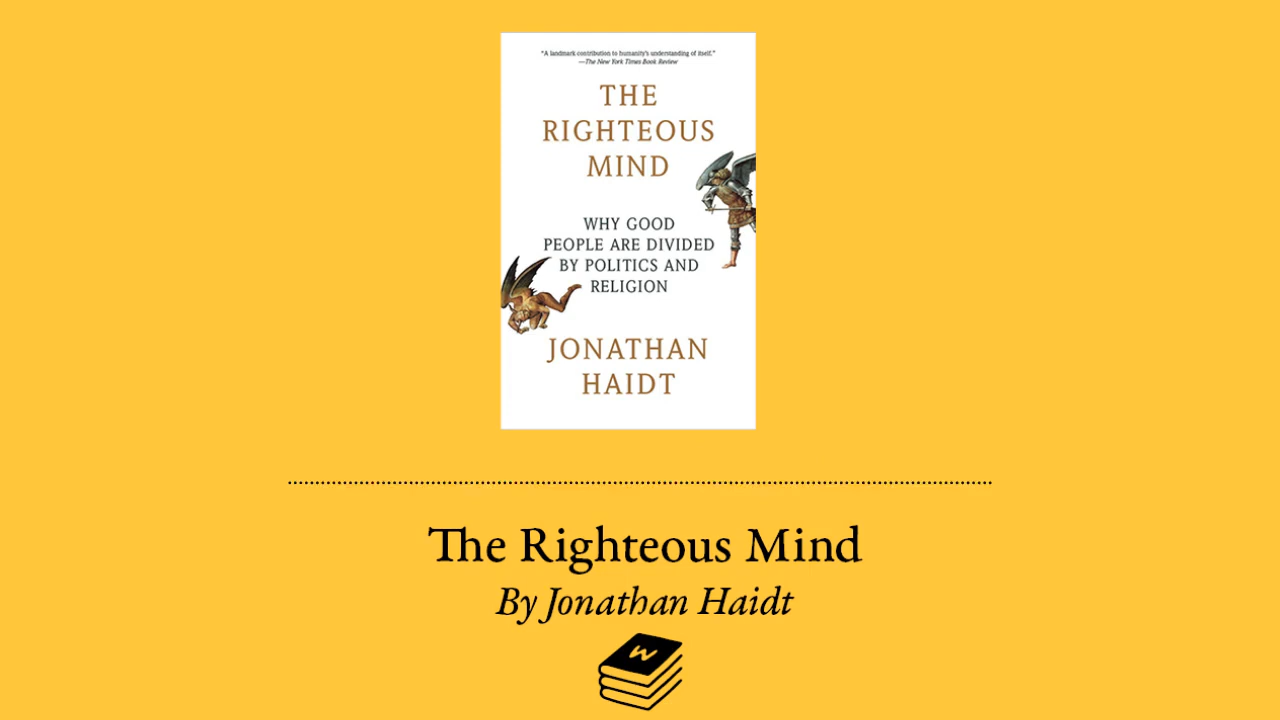 “A landmark contribution to humanity’s understanding of itself.”
—The New York Times Book Review
THE
RIGHTEOUS
MIND
WHY GOOD
PEOPLE ARE DIVIDED
BY POLITICS AND
RELIGION
JONATHAN
HAIDT
The Righteous Mind
By Jonathan Haidt
W